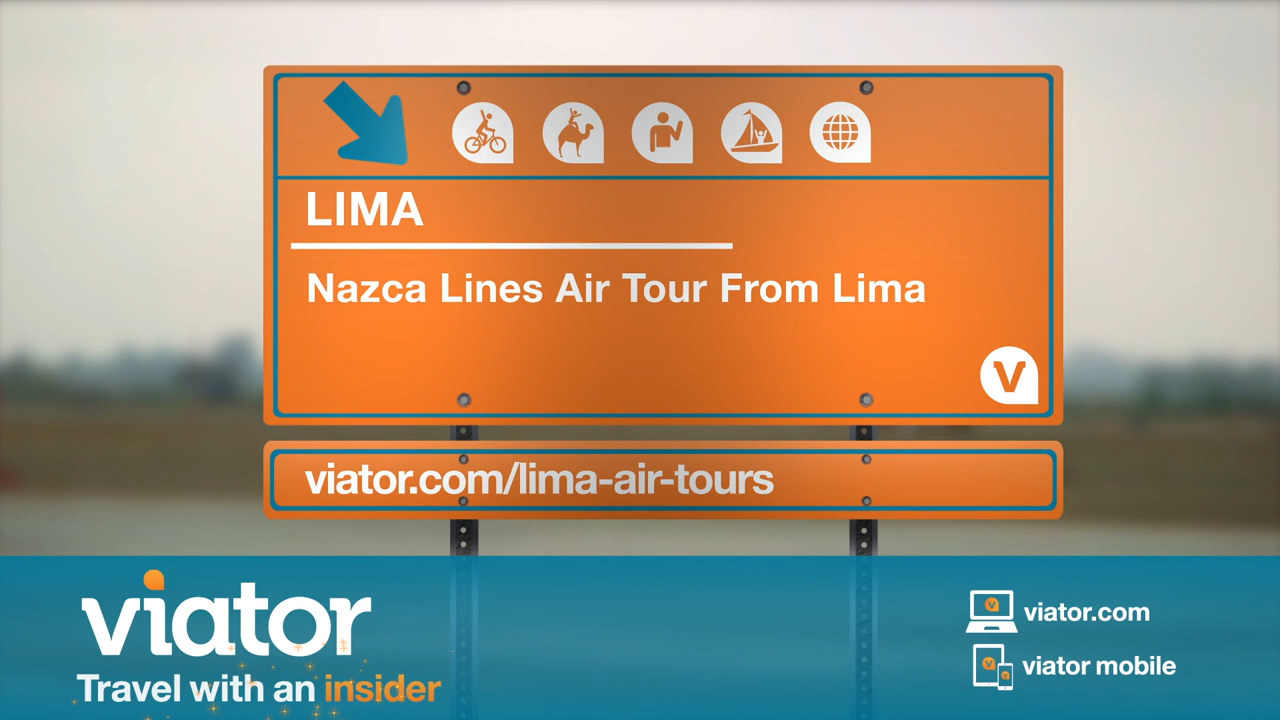 LIMA
Nazca Lines Air Tour From Lima
V
viator.com/lima-air-tours
viator
Travel with an insider
viator.com
viator mobile